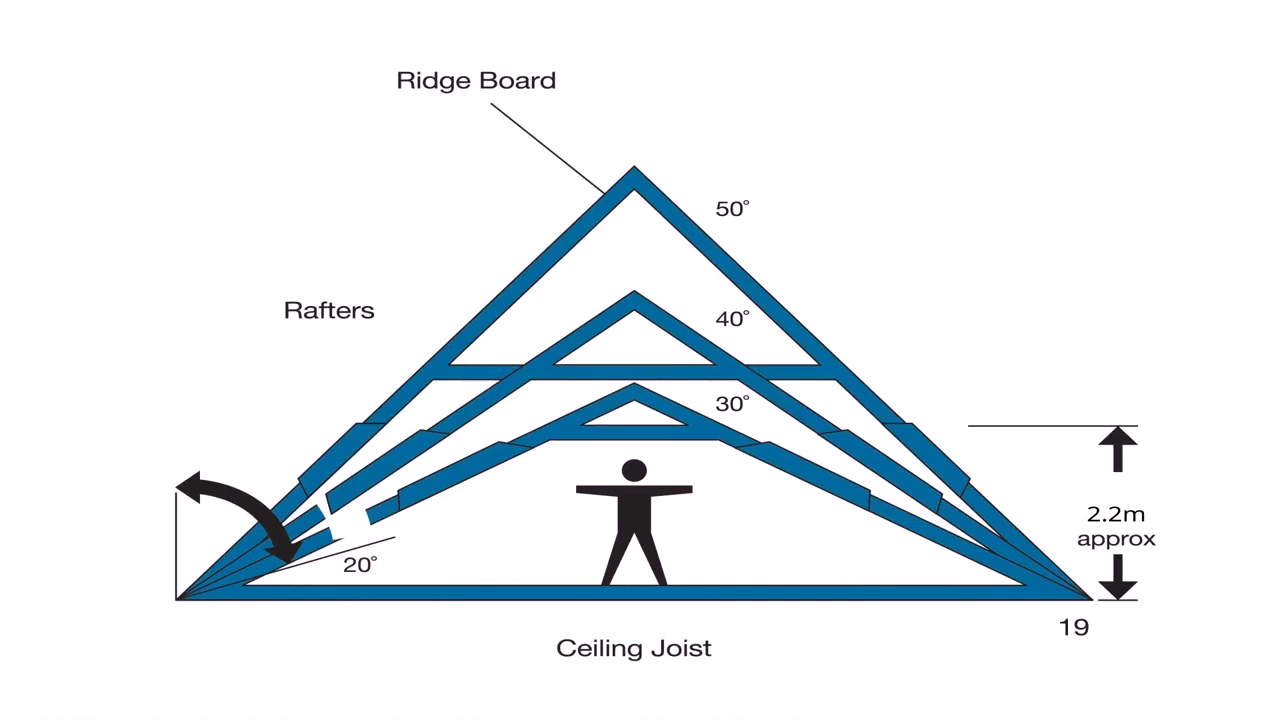 Ridge Board
50°
Rafters
40°
30°
2.2m
approx
20°
19
Ceiling Joist